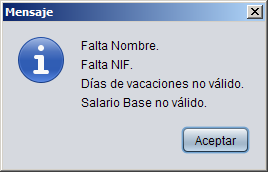 Mensaje
Falta Nombre.
Falta NIF.
Días de vacaciones no válido.
Salario Base no válido.
Aceptar